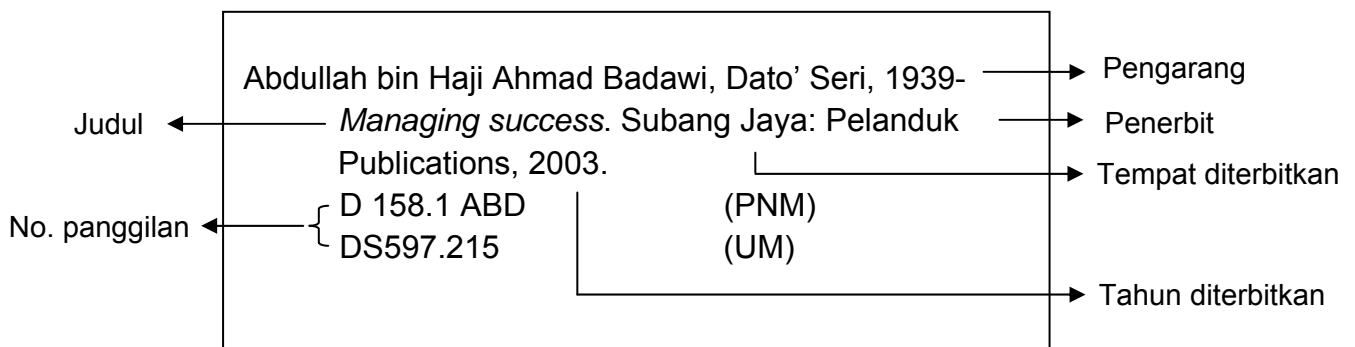 Abdullah bin Haji Ahmad Badawi, Dato’ Seri, 1939-
Pengarang
Judul
Managing success. Subang Jaya: Pelanduk
Penerbit
Publications, 2003.
Tempat diterbitkan
No. panggilan
D 158.1 ABD (PNM)
DS597.215 (UM)
Tahun diterbitkan